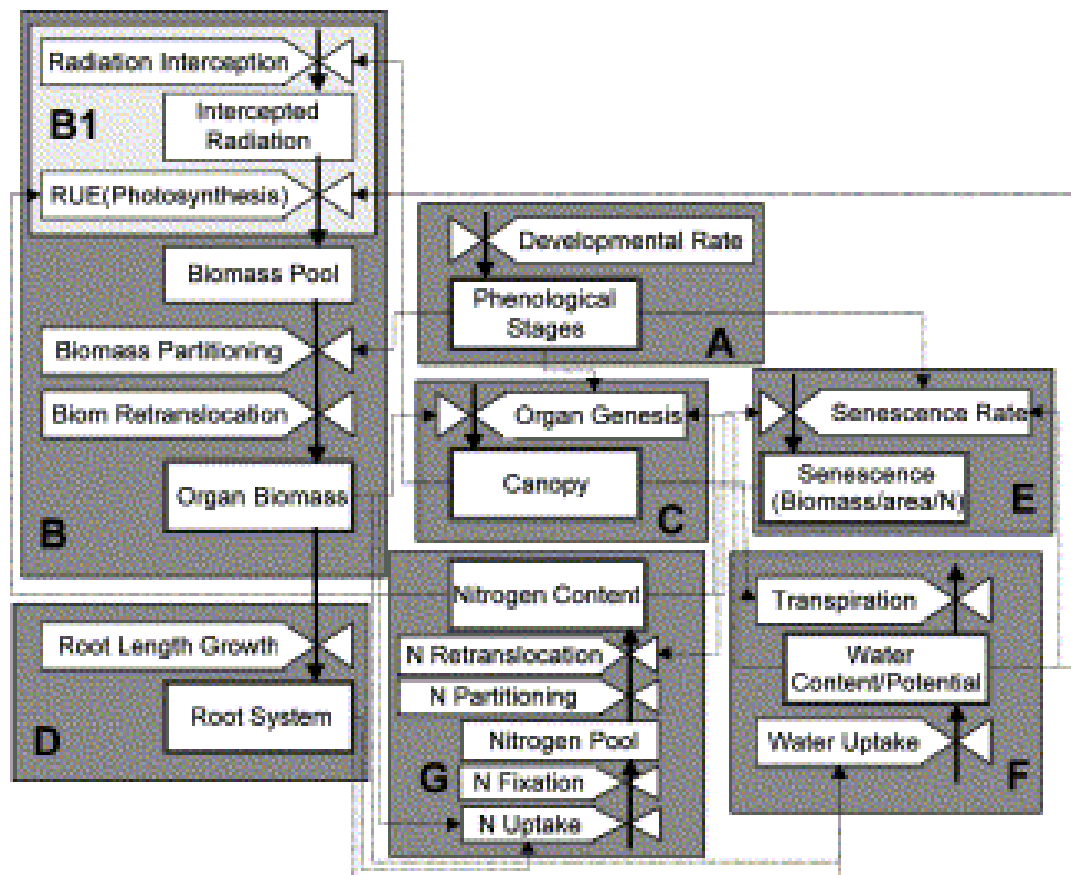 Radiation Interception
B1
Intercepted
Radiation
RUE(Photosynthesis)
Biomass Pool
Biomass Partitioning
Biom Retranslocation
Organ Biomass
B
Developmental Rate
Phenological
Stages
A
Organ Genesis
Canopy
C
Senescence Rate
Senescence
(Biomass/area/N)
E
Root Length Growth
Root System
D
Nitrogen Content
N Retranslocation
N Partitioning
Nitrogen Pool
G
N Fixation
N Uptake
Transpiration
Water
Content/Potential
Water Uptake
F